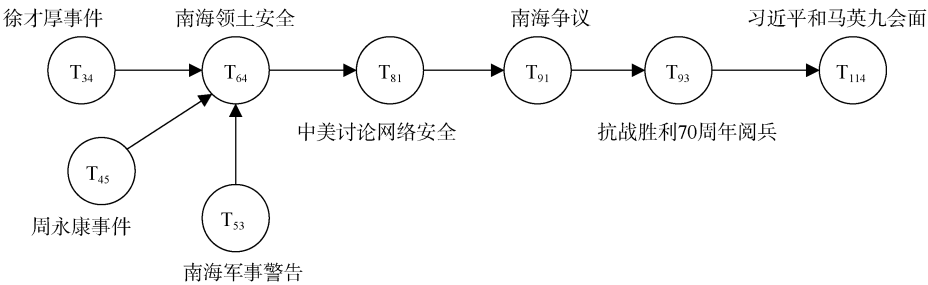 徐才厚事件
南海领土安全
南海争议
习近平和马英九会面
T34
T64
T81
T91
T93
T114
中美讨论网络安全
抗战胜利70周年阅兵
T45
周永康事件
T53
南海军事警告